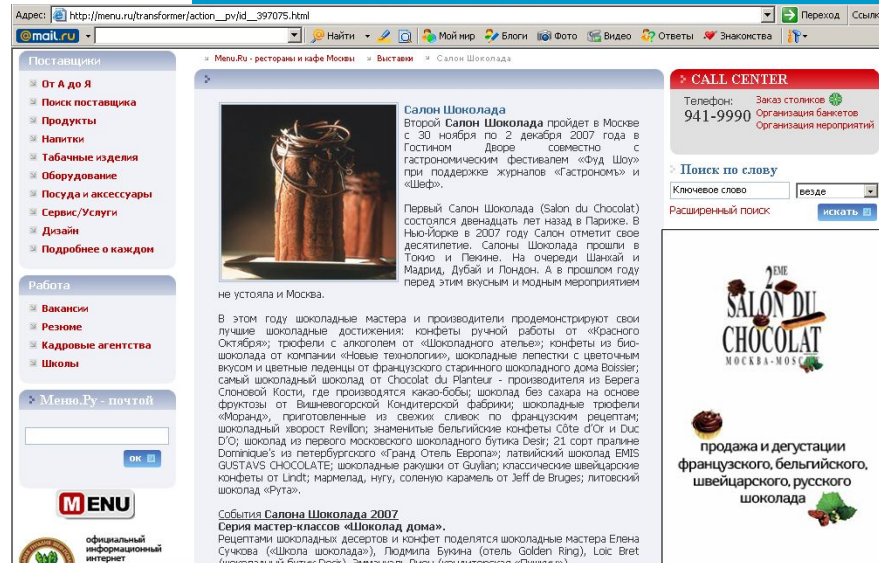 Адрес: http://menu.ru/transformer/action__pv/id__397075.html Переход Ссылк
@mail.ru Найти Мой мир Блоги Фото Видео Ответы Знакомства
Поставщики
От А до Я
Поиск поставщика
Продукты
Напитки
Табачные изделия
Оборудование
Посуда и аксессуары
Сервис/Услуги
Дизайн
Подробнее о каждом
Работа
Вакансии
Резюме
Кадровые агентства
Школы
Меню.Ру - почтой
ок
MENU
официальный
информационный
интернет
Menu.Ru - рестораны и кафе Москвы » Выставки » Салон Шоколада
Салон Шоколада
Второй Салон Шоколада пройдет в Москве
с 30 ноября по 2 декабря 2007 года в
Гостином Дворе совместно с
гастрономическим фестивалем «Фуд Шоу»
при поддержке журналов «Гастрономъ» и
«Шеф».
Первый Салон Шоколада (Salon du Chocolat)
состоялся двенадцать лет назад в Париже. В
Нью-Йорке в 2007 году Салон отметит свое
десятилетие. Салоны Шоколада прошли в
Токио и Пекине. На очереди Шанхай и
Мадрид, Дубай и Лондон. А в прошлом году
перед этим вкусным и модным мероприятием
не устояла и Москва.
В этом году шоколадные мастера и производители продемонстрируют свои
лучшие шоколадные достижения: конфеты ручной работы от «Красного
Октября»; трюфели с алкоголем от «Шоколадного ателье»; конфеты из био-
шоколада от компании «Новые технологии», шоколадные лепестки с цветочным
вкусом и цветные леденцы от французского старинного шоколадного дома Boissier;
самый шоколадный шоколад от Chocolat du Planteur - производителя из Берега
Слоновой Кости, где производятся какао-бобы; шоколад без сахара на основе
фруктозы от Вишневогорской Кондитерской фабрики; шоколадные трюфели
«Моранд», приготовленные из свежих сливок по французским рецептам;
шоколадный хворост Revillon; знаменитые бельгийские конфеты Côte d'Or и Duc
D'O; шоколад из первого московского шоколадного бутика Desir; 21 сорт пралине
Dominique's из петербургского «Гранд Отель Европа»; латвийский шоколад EMIS
GUSTAVS CHOCOLATE; шоколадные ракушки от Guylian; классические швейцарские
конфеты от Lindt; мармелад, нугу, соленую карамель от Jeff de Bruges; литовский
шоколад «Рута».
События Салона Шоколада 2007
Серия мастер-классов «Шоколад дома».
Рецептами шоколадных десертов и конфет поделятся шоколадные мастера Елена
Сучкова («Школа шоколада»), Людмила Букина (отель Golden Ring), Loic Bret
CALL CENTER
Телефон:
941-9990
Заказ столиков
Организация банкетов
Организация мероприятий
Поиск по слову
Ключевое слово везде
Расширенный поиск искать
2EME
SALON DU
CHOCOLAT
МОСКВА-MOSCOW
продажа и дегустации
французского, бельгийского,
швейцарского, русского
шоколада